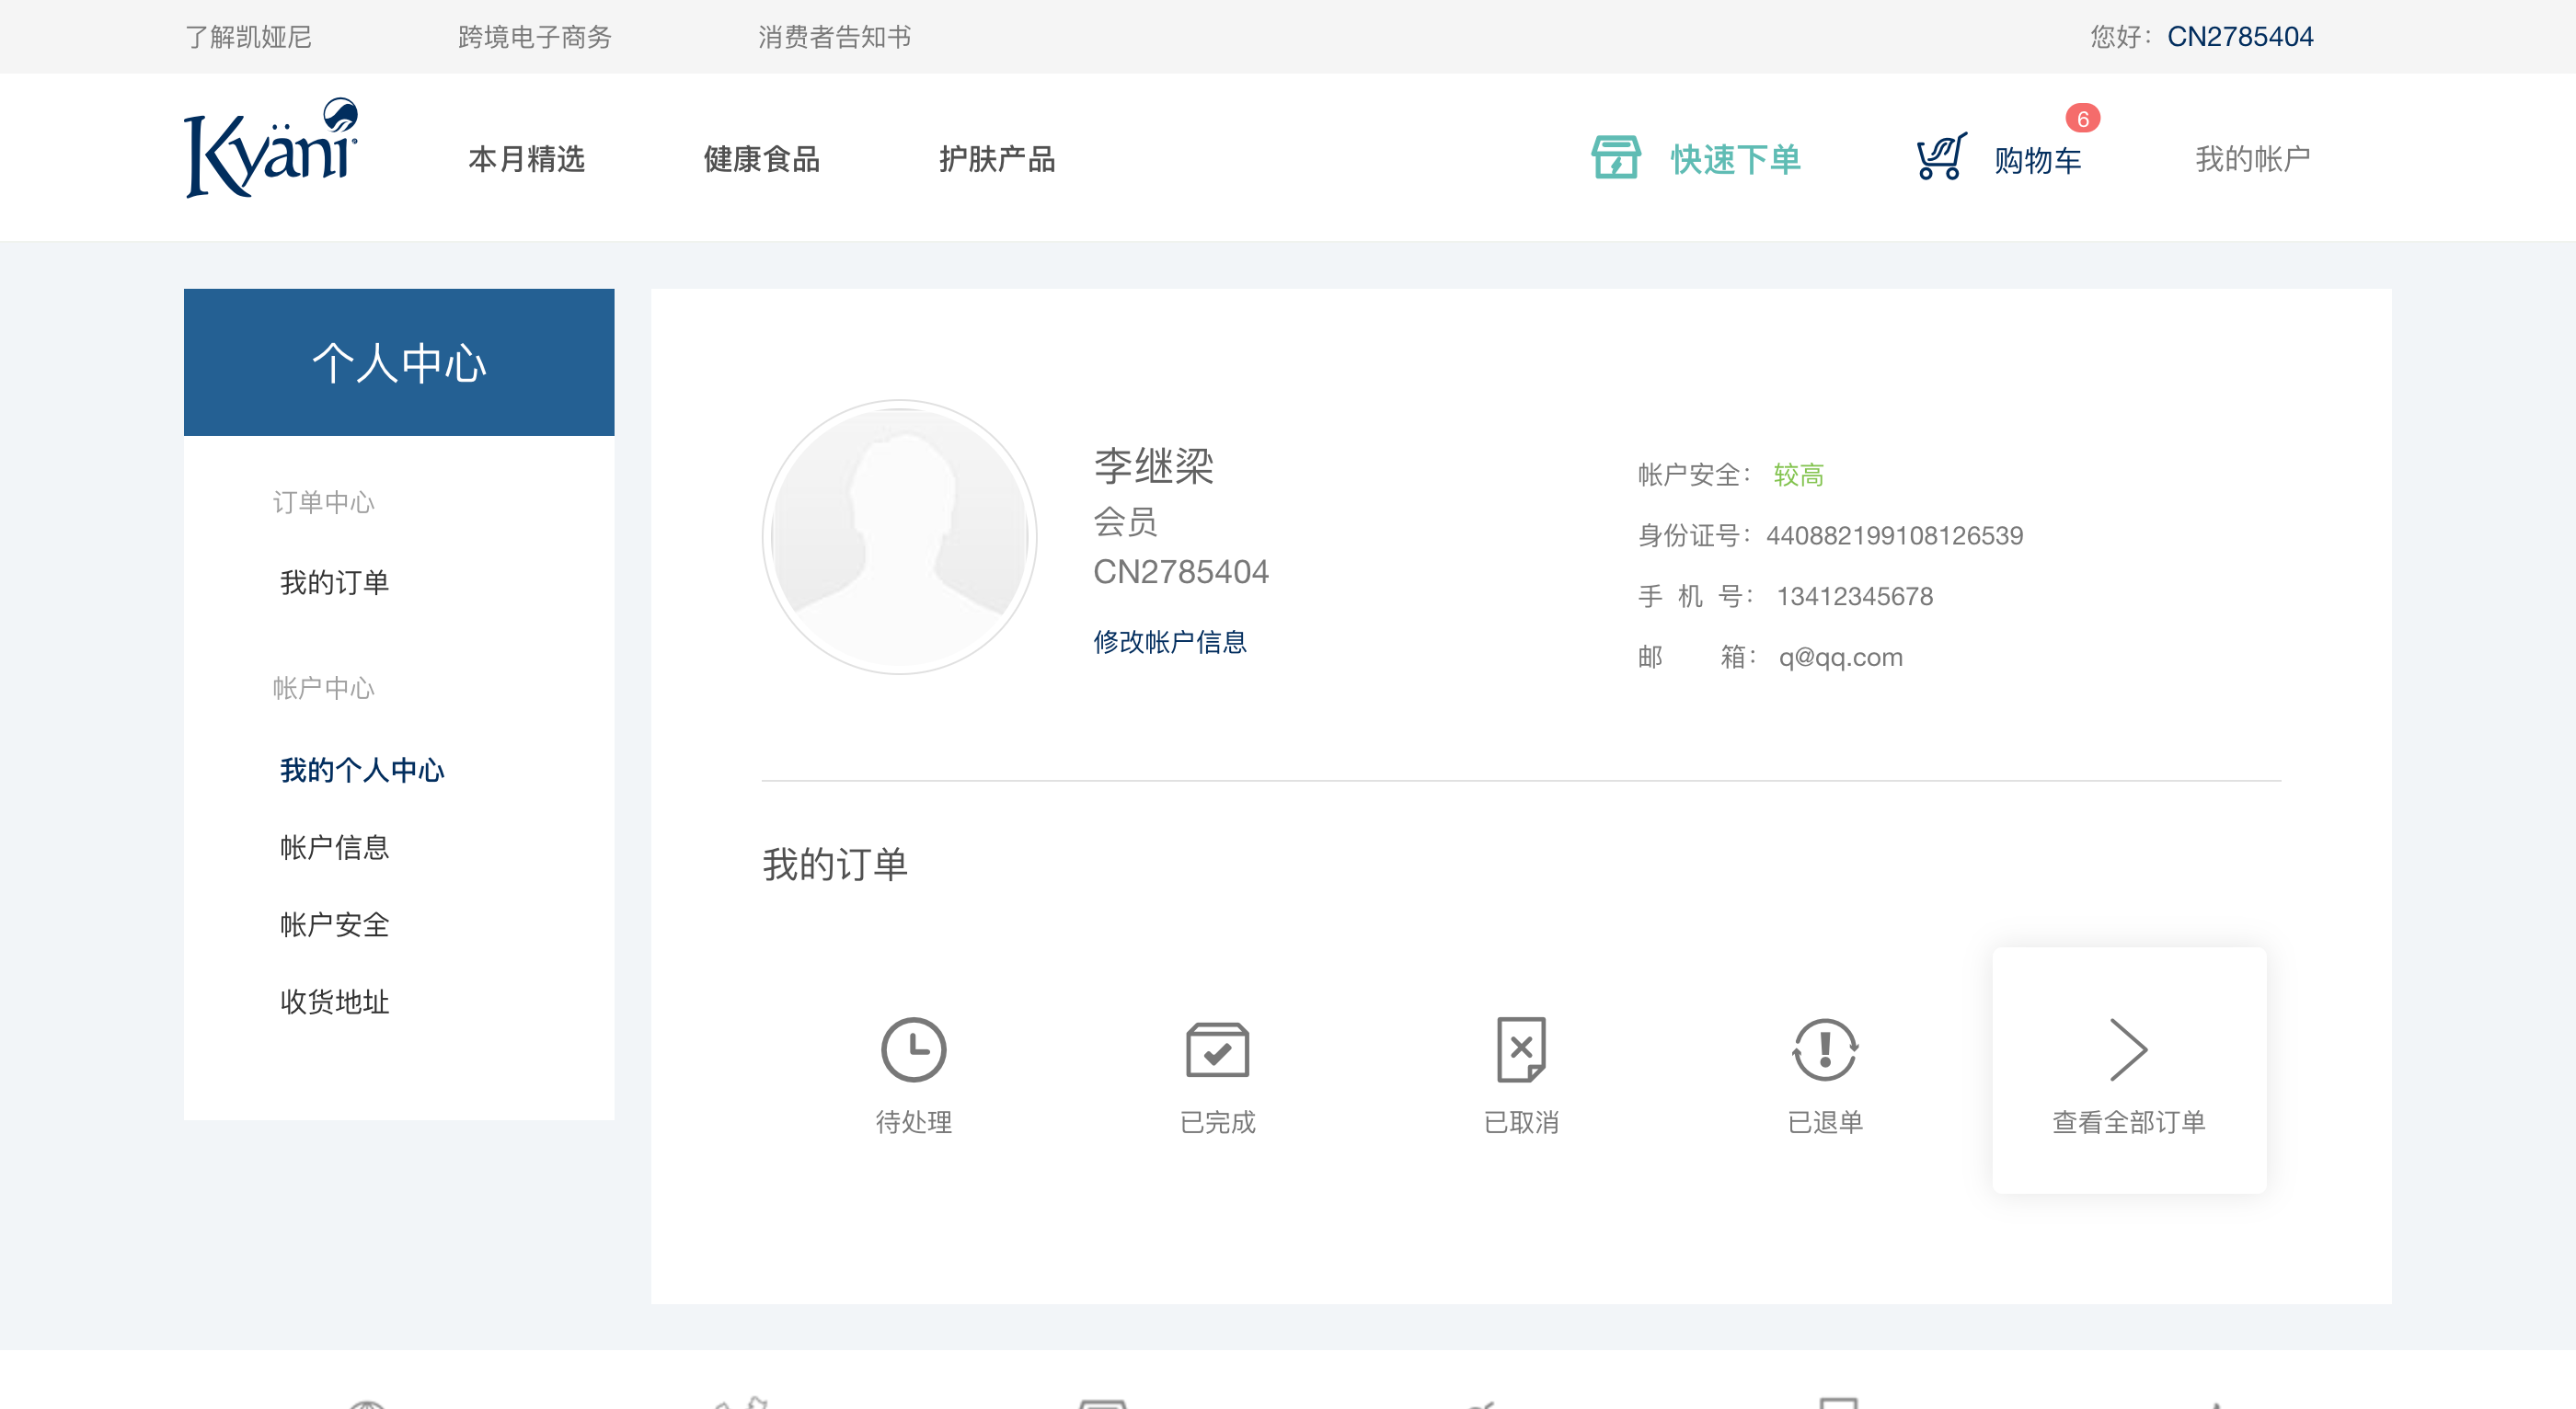 了解凯娅尼 跨境电子商务 消费者告知书 您好：CN2785404
Kyäni 本月精选 健康食品 护肤产品 快速下单 购物车 6 我的帐户
个人中心
订单中心
我的订单
帐户中心
我的个人中心
帐户信息
帐户安全
收货地址
李继梁
会员
CN2785404
修改帐户信息
帐户安全： 较高
身份证号：440882199108126539
手 机 号： 13412345678
邮 箱： q@qq.com
我的订单
待处理 已完成 已取消 已退单 查看全部订单